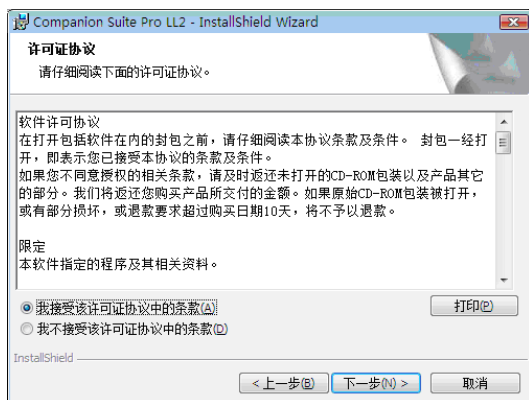 Companion Suite Pro LL2 - InstallShield Wizard
许可证协议
请仔细阅读下面的许可证协议。
软件许可协议
在打开包括软件在内的封包之前，请仔细阅读本协议条款及条件。 封包一经打
开，即表示您已接受本协议的条款及条件。
如果您不同意授权的相关条款，请及时返还未打开的CD-ROM包装以及产品其它
的部分。我们将返还您购买产品所交付的金额。如果原始CD-ROM包装被打开，
或有部分损坏，或退款要求超过购买日期10天，将不予以退款。
限定
本软件指定的程序及其相关资料。
我接受该许可证协议中的条款(A)
打印(P)
我不接受该许可证协议中的条款(D)
InstallShield
< 上一步(B)
下一步(N) >
取消